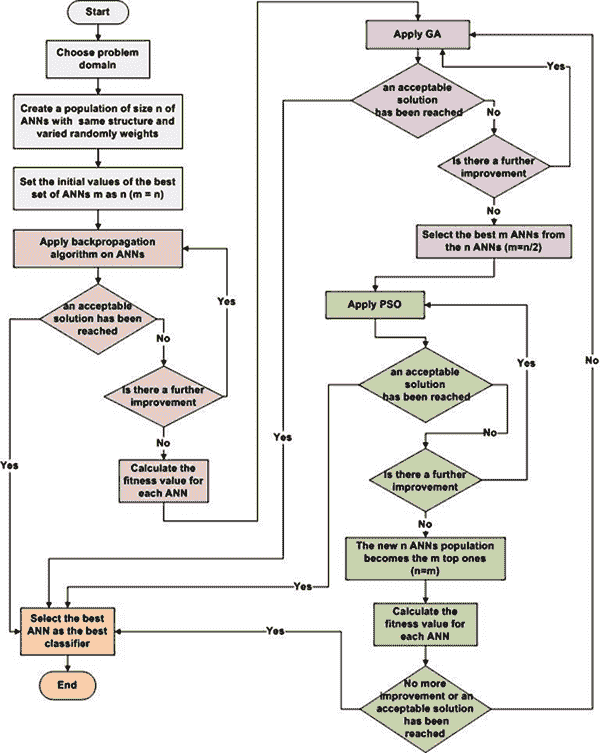 Start
Choose problem
domain
Create a population of size n of
ANNs with same structure and
varied randomly weights
Set the initial values of the best
set of ANNs m as n (m = n)
Apply backpropagation
algorithm on ANNs
Yes
an acceptable
solution has been
reached
No
Is there a further
improvement
No
Yes
Calculate the
fitness value for
each ANN
Apply GA
Yes
an acceptable
solution
has been reached
No
Is there a further
improvement
No
Select the best m ANNs from
the n ANNs (m=n/2)
Apply PSO
Yes
No
an acceptable
solution
has been reached
No
Yes
Is there a further
improvement
No
The new n ANNs population
becomes the m top ones
(n=m)
Yes
Calculate the
fitness value for
each ANN
Select the best
ANN as the best
classifier
Yes
No more
improvement or an
acceptable solution
has been
reached
End